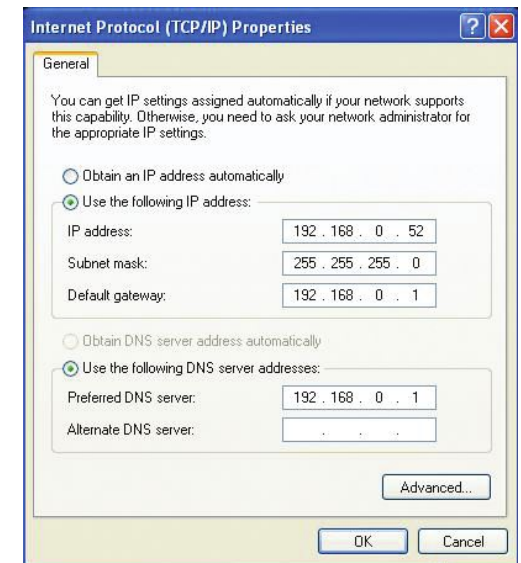 Internet Protocol (TCP/IP) Properties
General
You can get IP settings assigned automatically if your network supports
this capability. Otherwise, you need to ask your network administrator for
the appropriate IP settings.
Obtain an IP address automatically
Use the following IP address:
IP address: 192 . 168 . 0 . 52
Subnet mask: 255 . 255 . 255 . 0
Default gateway: 192 . 168 . 0 . 1
Obtain DNS server address automatically
Use the following DNS server addresses:
Preferred DNS server: 192 . 168 . 0 . 1
Alternate DNS server: . . .
Advanced...
OK Cancel